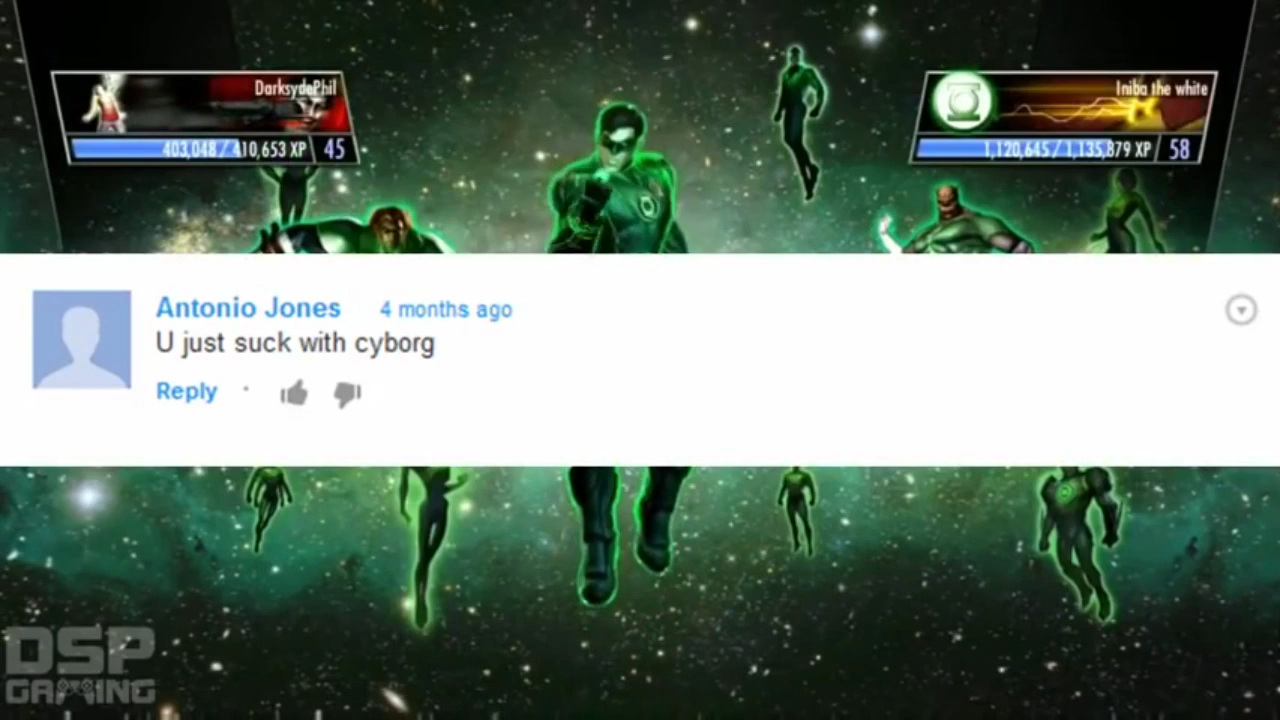 DarksydePhil
403,048 / 410,653 XP 45
Iniba the white
1,120,645 / 1,135,879 XP 58
Antonio Jones 4 months ago
U just suck with cyborg
Reply
DSP
GAMING